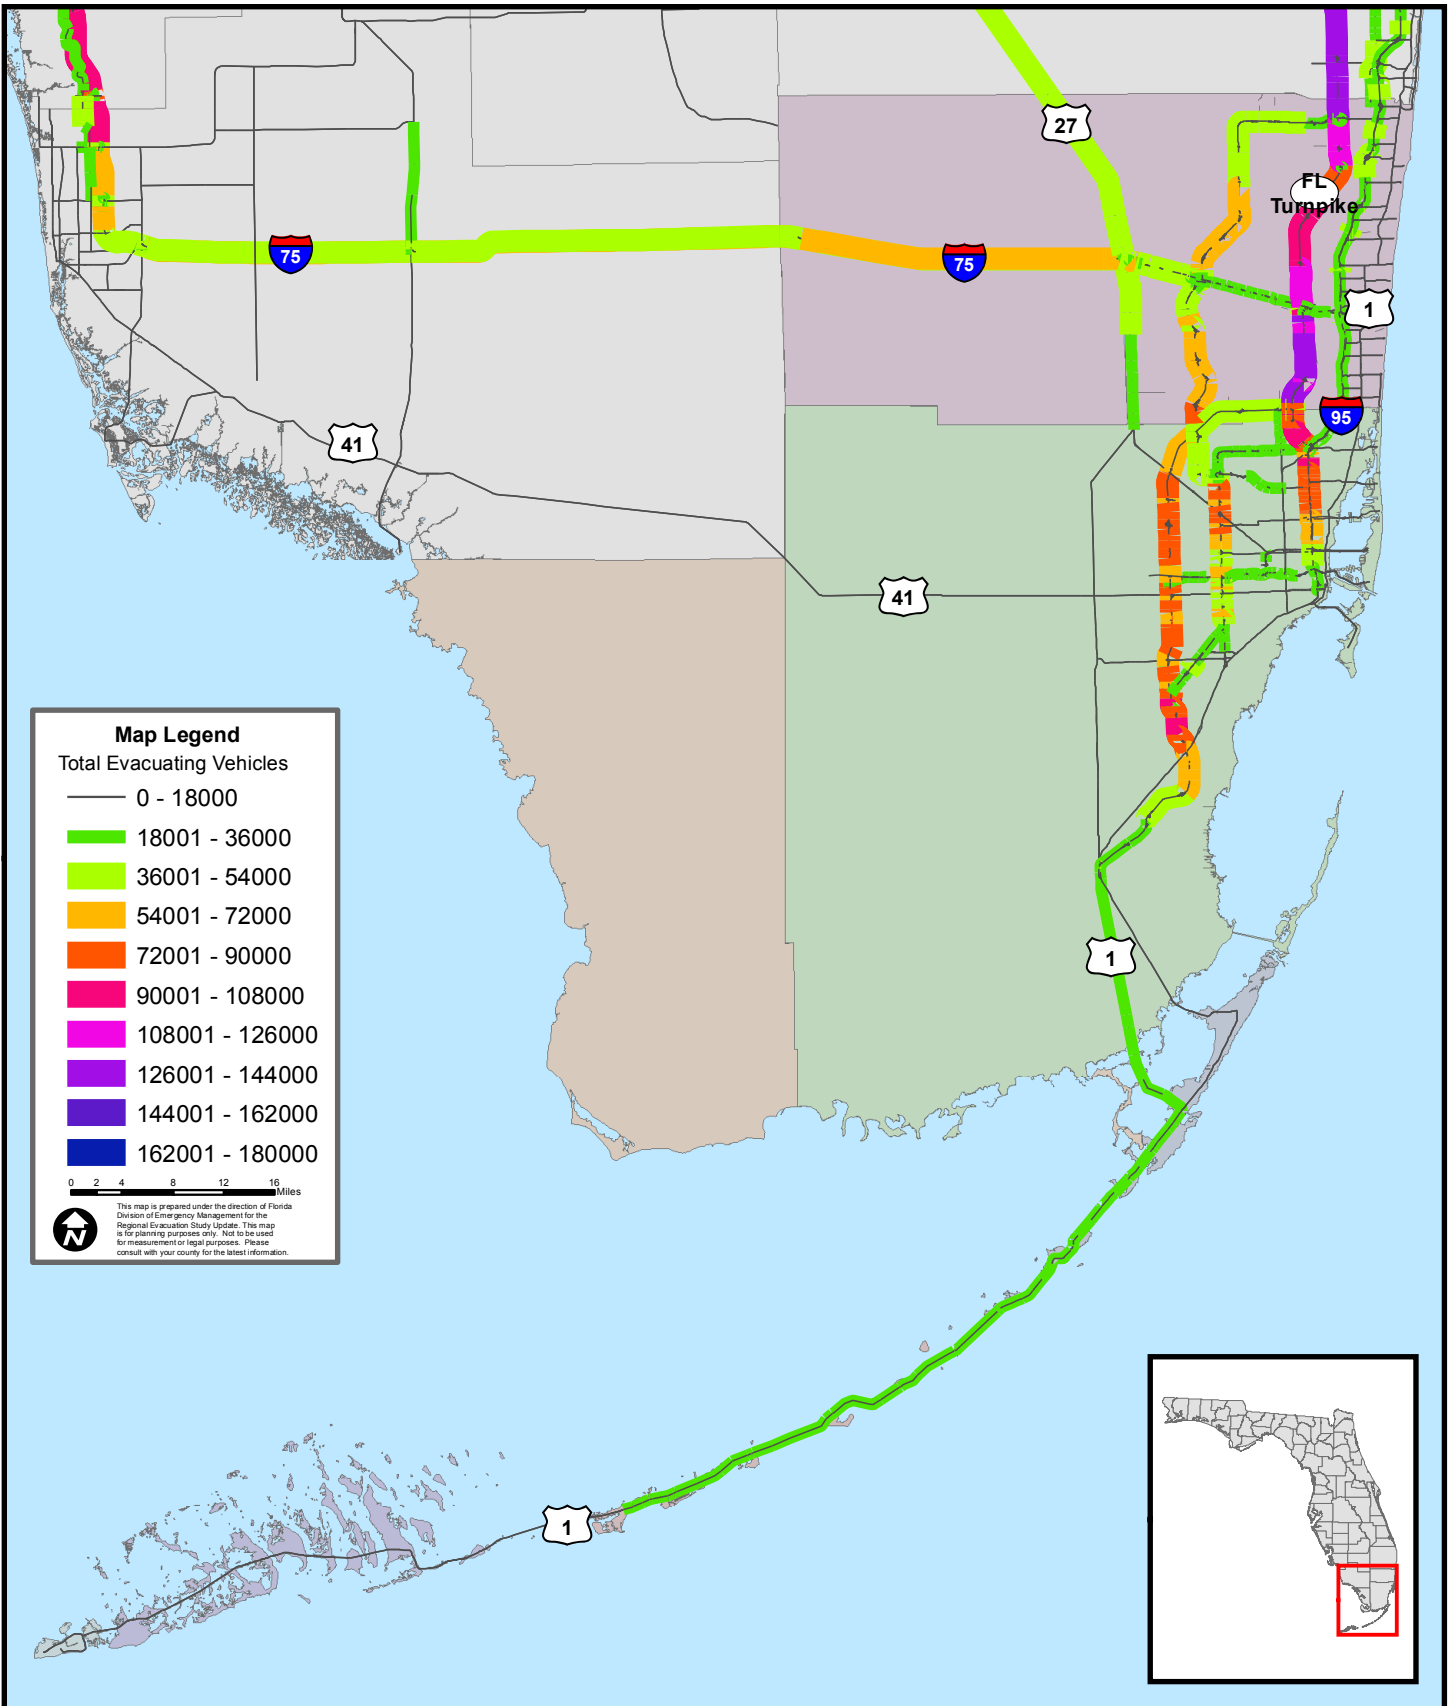 27
FL
Turnpike
75
75
1
95
41
41
1
1
Map Legend
Total Evacuating Vehicles
0 - 18000
18001 - 36000
36001 - 54000
54001 - 72000
72001 - 90000
90001 - 108000
108001 - 126000
126001 - 144000
144001 - 162000
162001 - 180000
0 2 4 8 12 16
Miles
N
This map is prepared under the direction of Florida
Division of Emergency Management for the
Regional Evacuation Study Update. This map
is for planning purposes only. Not to be used
for measurement or legal purposes. Please
consult with your county for the latest information.